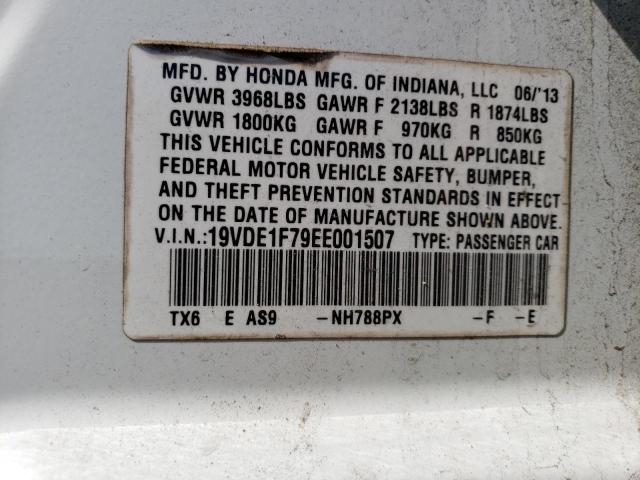 MFD. BY HONDA MFG. OF INDIANA, LLC 06/'13
GVWR 3968LBS GAWR F 2138LBS R 1874LBS
GVWR 1800KG GAWR F 970KG R 850KG
THIS VEHICLE CONFORMS TO ALL APPLICABLE
FEDERAL MOTOR VEHICLE SAFETY, BUMPER,
AND THEFT PREVENTION STANDARDS IN EFFECT
ON THE DATE OF MANUFACTURE SHOWN ABOVE.
V.I.N.:19VDE1F79EE001507 TYPE: PASSENGER CAR
TX6 E AS9 -NH788PX -F -E